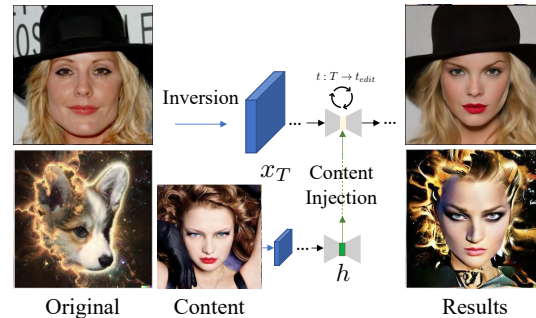 Inversion
t : T → t_edit
...
...
...
x_T
Content
Injection
...
h
Original
Content
Results